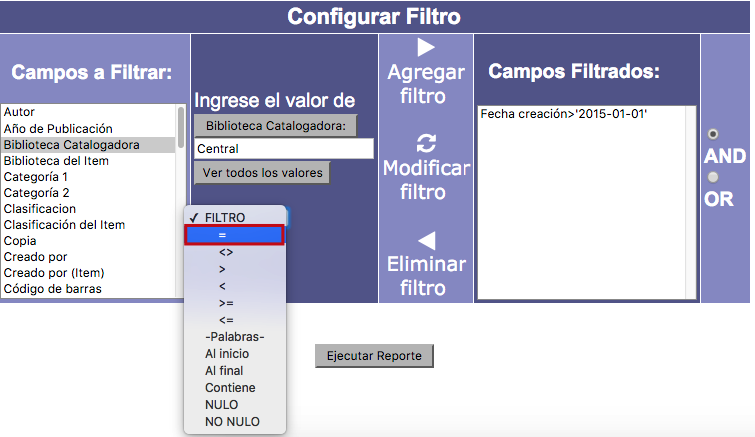 Configurar Filtro
Campos a Filtrar:
Autor
Año de Publicación
Biblioteca Catalogadora
Biblioteca del Item
Categoría 1
Categoría 2
Clasificacion
Clasificación del Item
Copia
Creado por
Creado por (Item)
Código de barras
Ingrese el valor de
Biblioteca Catalogadora:
Central
Ver todos los valores
✓ FILTRO
=
<>
>
<
>=
<=
-Palabras-
Al inicio
Al final
Contiene
NULO
NO NULO
Agregar
filtro
Modificar
filtro
Eliminar
filtro
Campos Filtrados:
Fecha creación>'2015-01-01'
AND
OR
Ejecutar Reporte